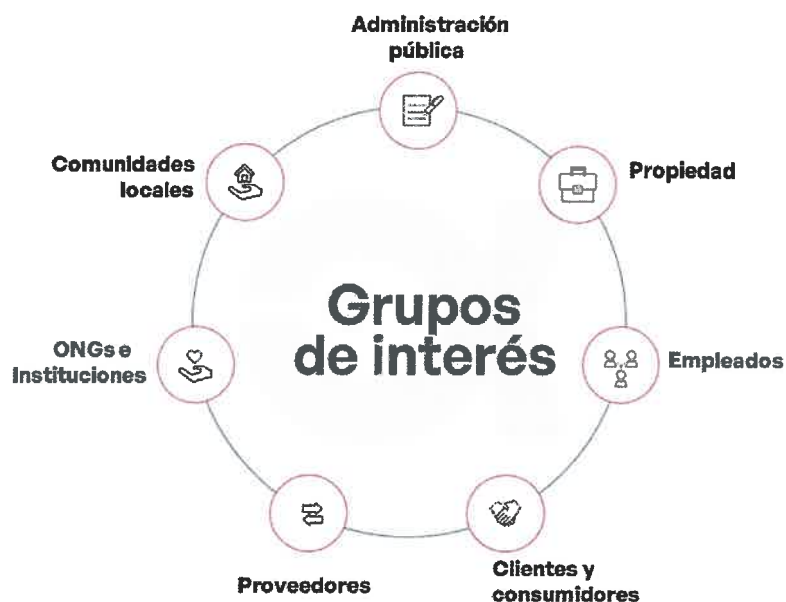 Administración
pública
Comunidades
locales
Propiedad
Grupos
de interés
ONGs e
Instituciones
Empleados
Proveedores
Clientes y
consumidores